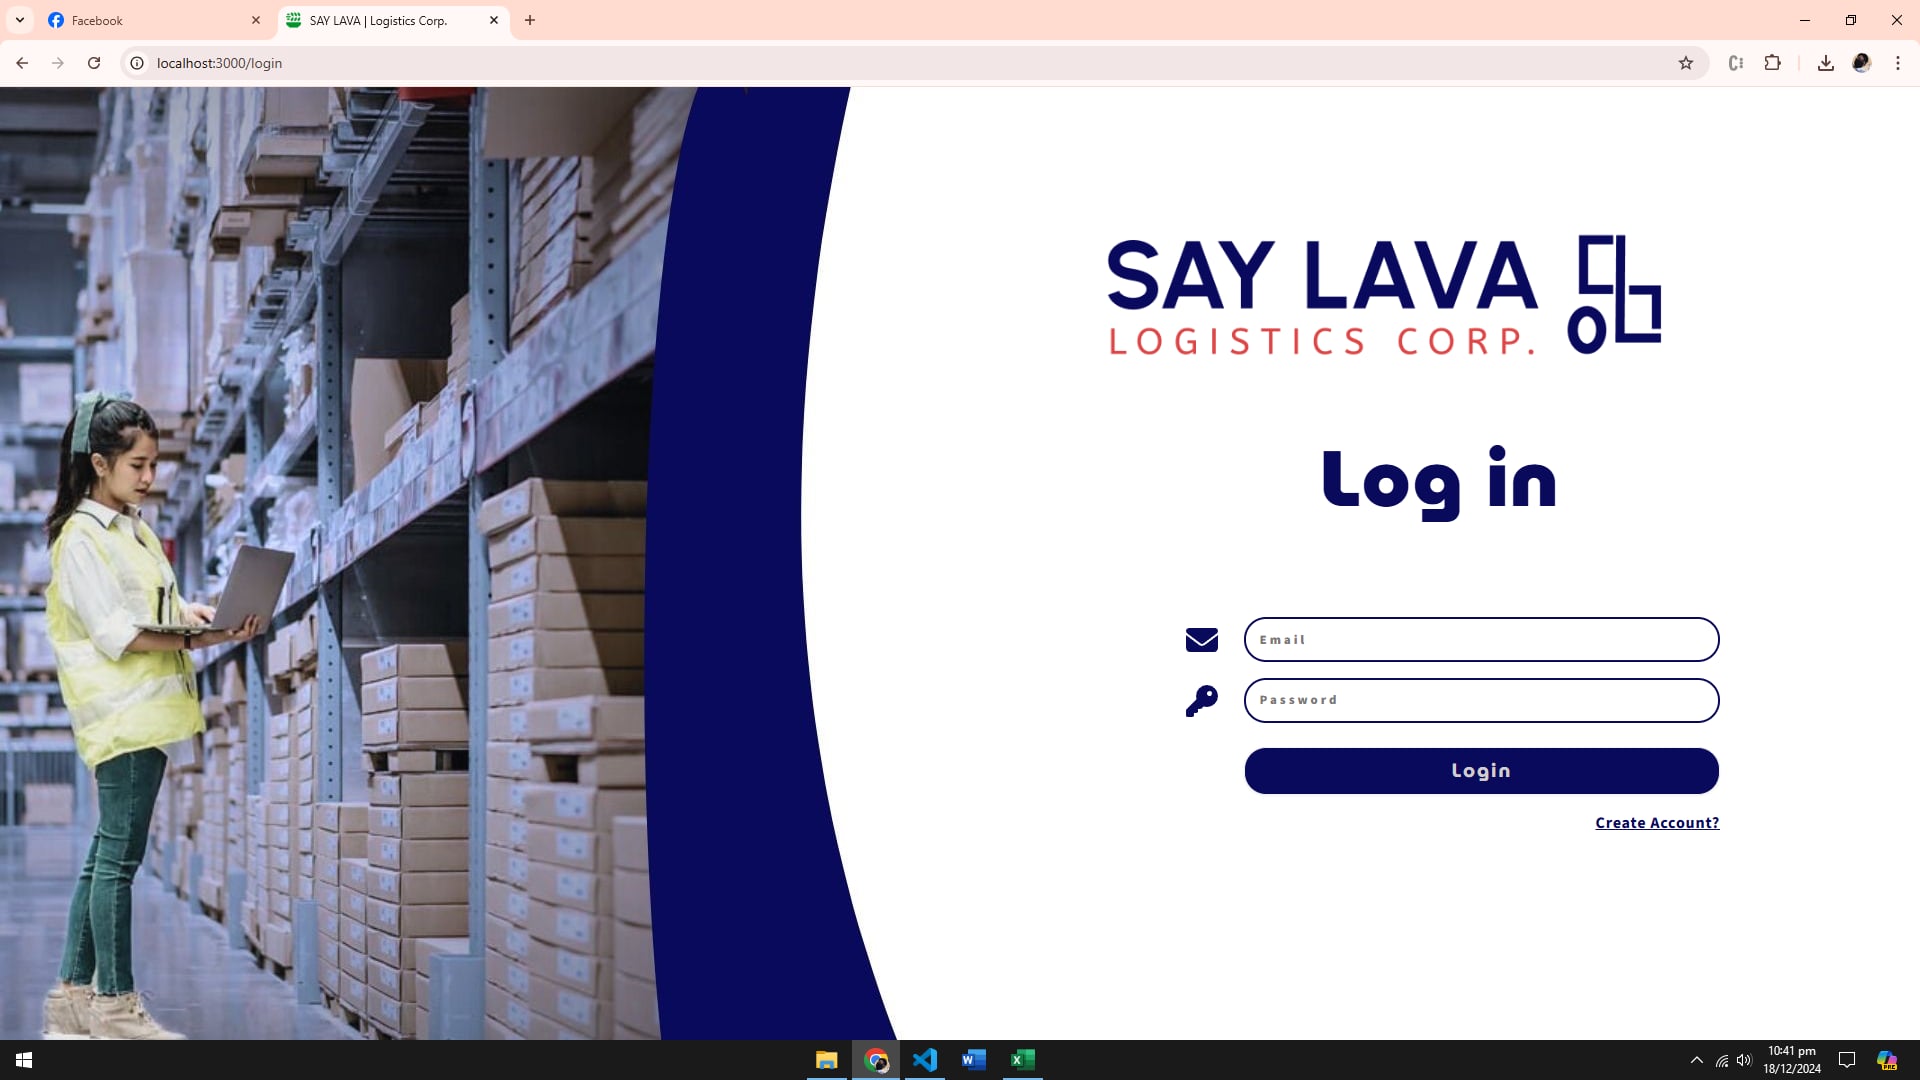 Facebook
SAY LAVA | Logistics Corp.
localhost:3000/login
SAY LAVA
LOGISTICS CORP.
Log in
Email
Password
Login
Create Account?
10:41 pm
18/12/2024